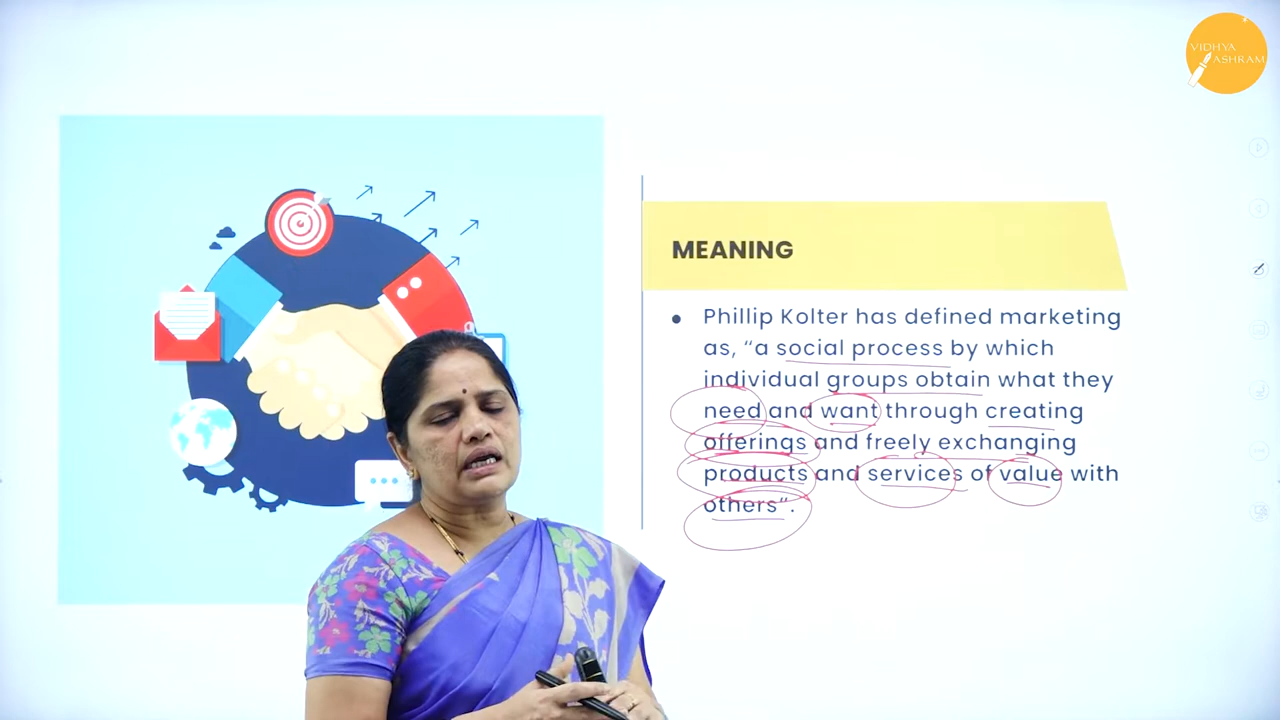 VIDHYA
ASHRAM
MEANING
• Phillip Kolter has defined marketing
as, “a social process by which
individual groups obtain what they
need and want through creating
offerings and freely exchanging
products and services of value with
others”.